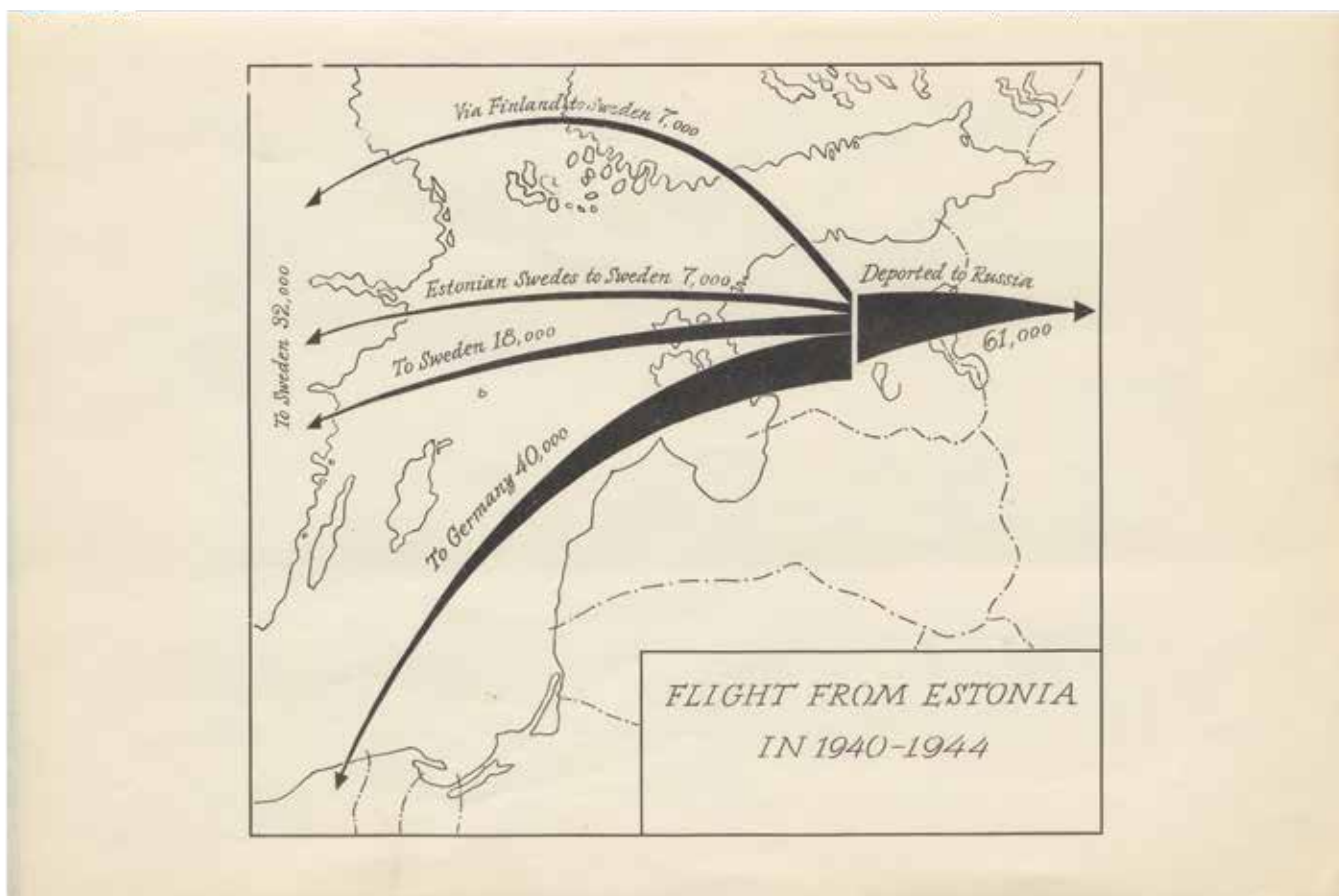 Via Finland to Sweden 7,000
Estonian Swedes to Sweden 7,000
Deported to Russia
61,000
To Sweden 18,000
To Sweden 32,000
To Germany 40,000
FLIGHT FROM ESTONIA
IN 1940-1944